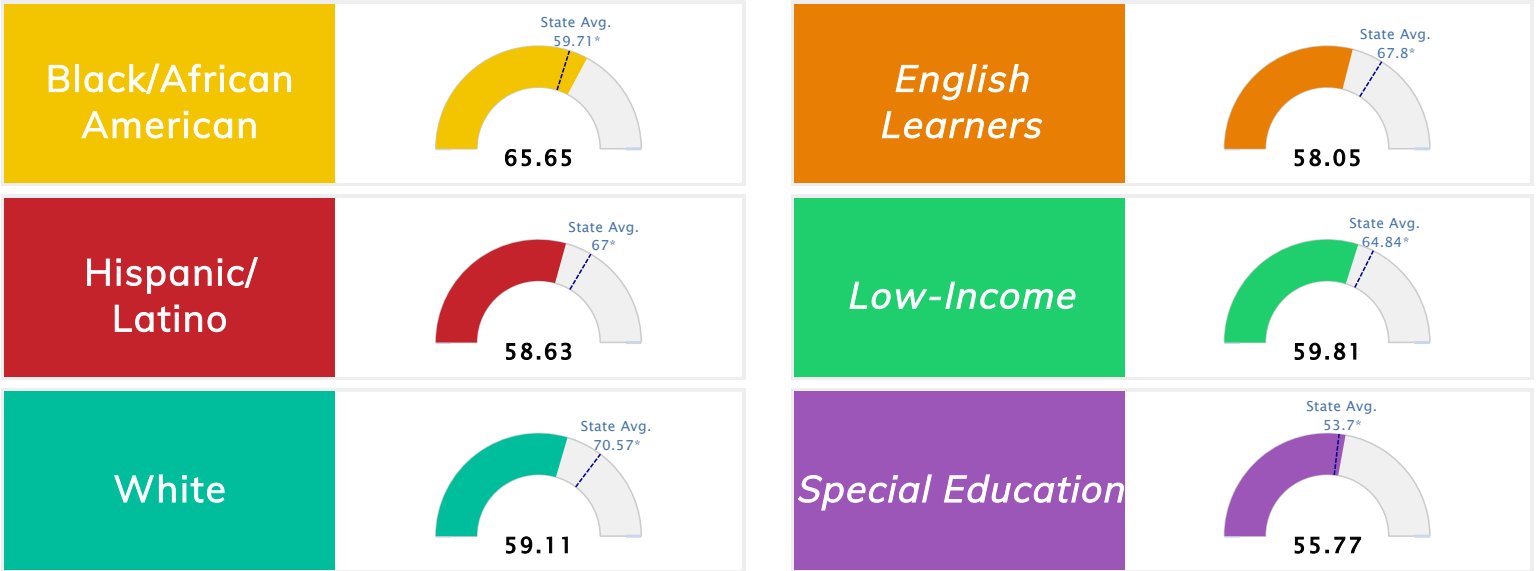 Black/African
American
State Avg.
59.71*
65.65
English
Learners
State Avg.
67.8*
58.05
Hispanic/
Latino
State Avg.
67*
58.63
Low-Income
State Avg.
64.84*
59.81
White
State Avg.
70.57*
59.11
Special Education
State Avg.
53.7*
55.77